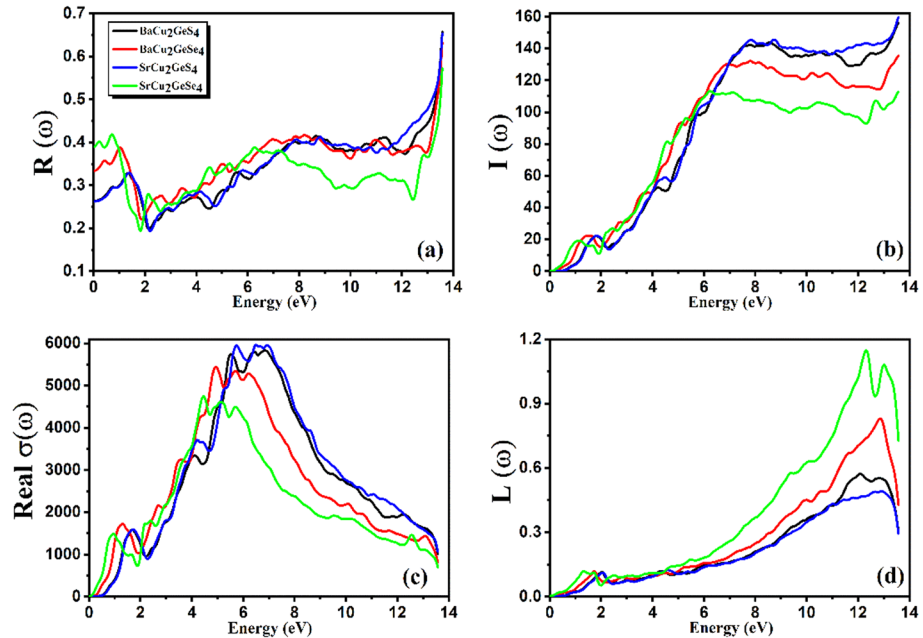 0.7
0.6
0.5
0.4
0.3
0.2
0.1
R (ω)
BaCu₂GeS₄
BaCu₂GeSe₄
SrCu₂GeS₄
SrCu₂GeSe₄
(a)
0 2 4 6 8 10 12 14
Energy (eV)
160
140
120
100
80
60
40
20
0
I (ω)
(b)
0 2 4 6 8 10 12 14
Energy (eV)
6000
5000
4000
3000
2000
1000
0
Real σ(ω)
(c)
0 2 4 6 8 10 12 14
Energy (eV)
1.2
0.9
0.6
0.3
0.0
L (ω)
(d)
0 2 4 6 8 10 12 14
Energy (eV)